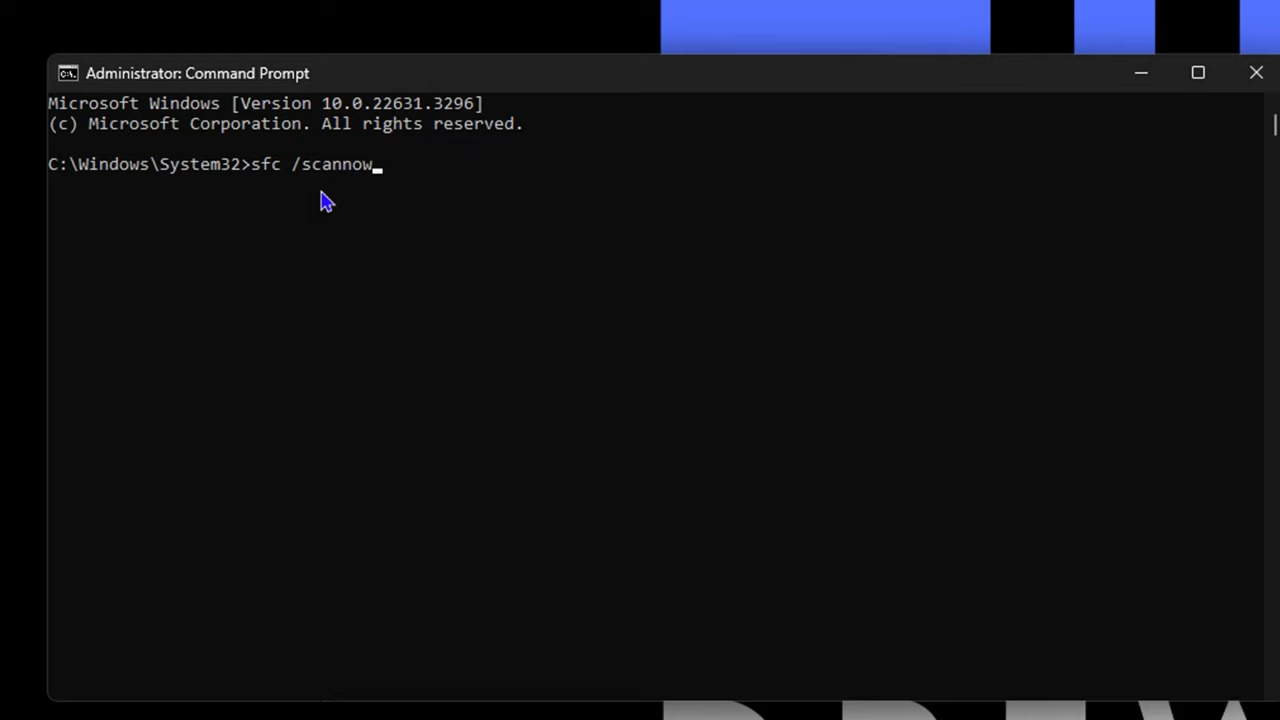 Administrator: Command Prompt
Microsoft Windows [Version 10.0.22631.3296]
(c) Microsoft Corporation. All rights reserved.
C:\Windows\System32>sfc /scannow